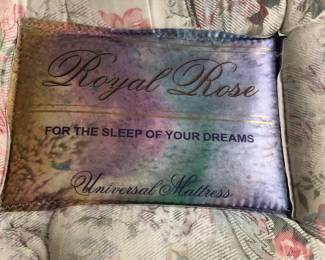 Royal Rose
FOR THE SLEEP OF YOUR DREAMS
Universal Mattress